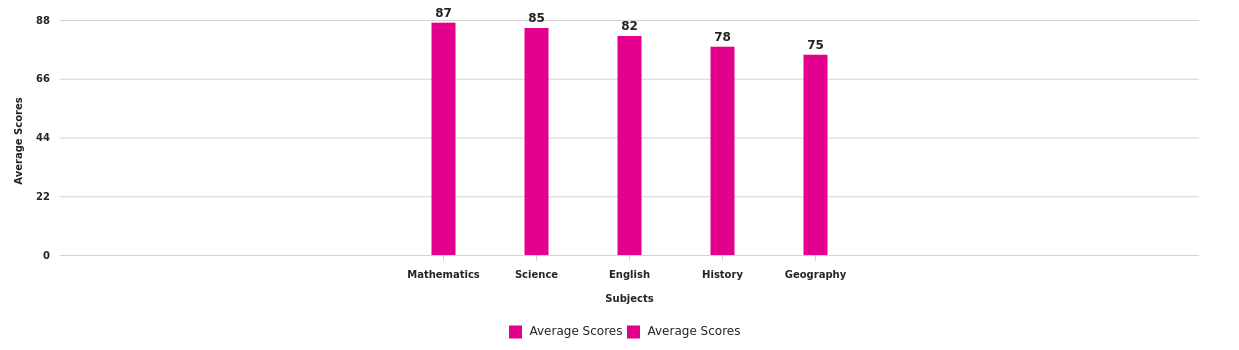 87
85
82
78
75
88
66
44
22
0
Average Scores
Mathematics Science English History Geography
Subjects
Average Scores Average Scores